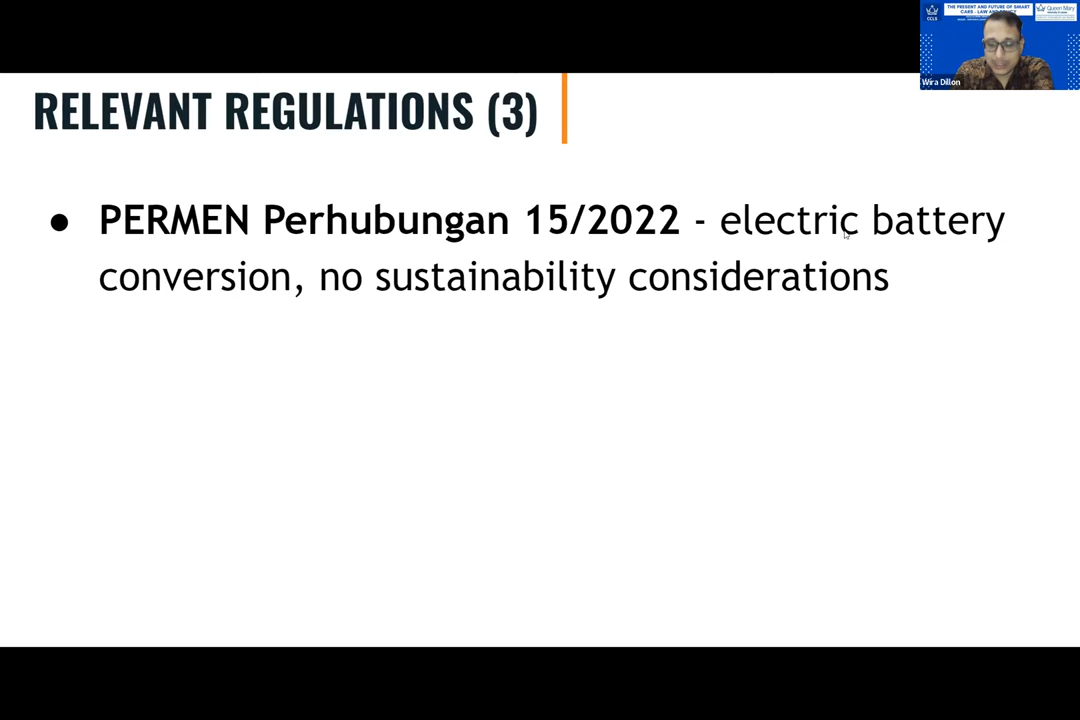 THE PRESENT AND FUTURE OF SMART
CARS - LAW AND POLICY
CCLS
Queen Mary
Wira Dillon
RELEVANT REGULATIONS (3)
● PERMEN Perhubungan 15/2022 - electric battery
conversion, no sustainability considerations